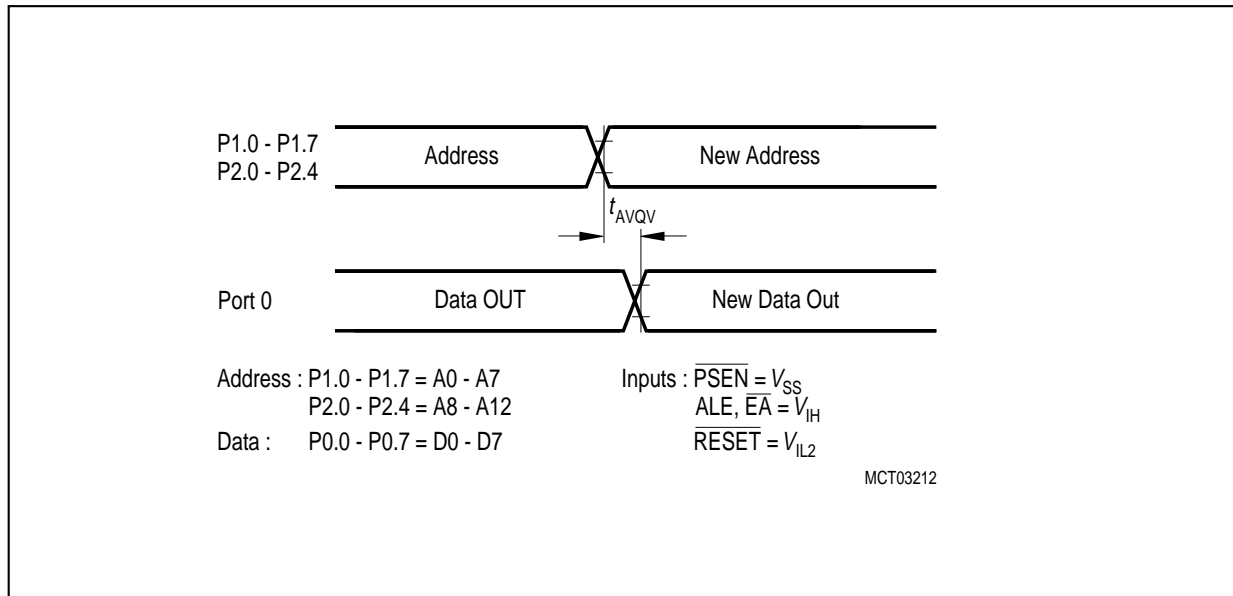 P1.0 - P1.7
P2.0 - P2.4
Address
New Address
t AVQV
Port 0
Data OUT
New Data Out
Address : P1.0 - P1.7 = A0 - A7
P2.0 - P2.4 = A8 - A12
Data : P0.0 - P0.7 = D0 - D7
Inputs : PSEN = VSS
ALE, EA = VIH
RESET = VIL2
MCT03212